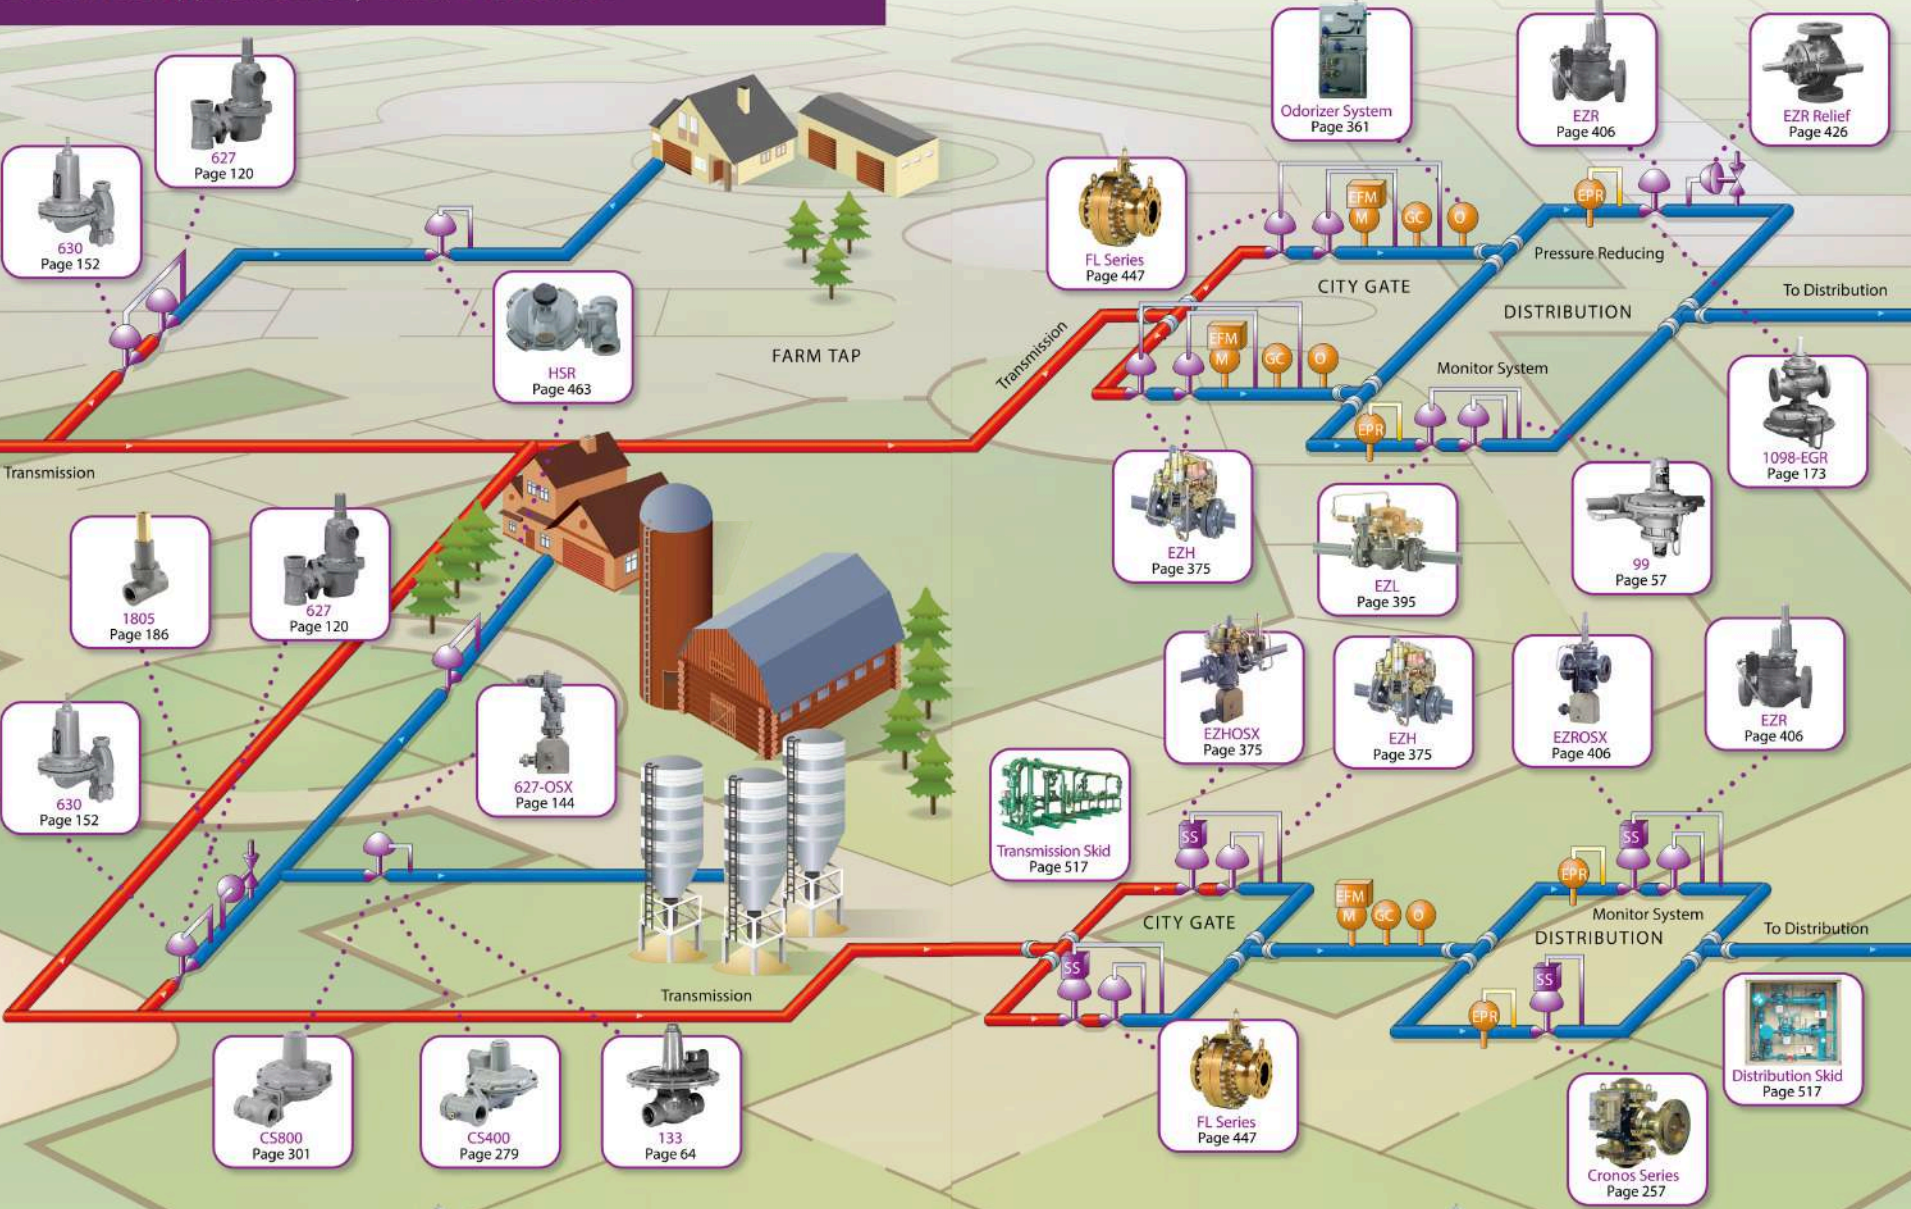 627
Page 120
630
Page 152
HSR
Page 463
FARM TAP
Transmission
1805
Page 186
627
Page 120
630
Page 152
627-OSX
Page 144
Transmission
CS800
Page 301
CS400
Page 279
133
Page 64
Odorizer System
Page 361
EZR
Page 406
EZR Relief
Page 426
FL Series
Page 447
EFM
M
GC
O
EPR
Pressure Reducing
CITY GATE
DISTRIBUTION
To Distribution
Transmission
EFM
M
GC
O
Monitor System
EPR
1098-EGR
Page 173
EZH
Page 375
EZL
Page 395
99
Page 57
EZHOSX
Page 375
EZH
Page 375
EZROSX
Page 406
EZR
Page 406
Transmission Skid
Page 517
SS
SS
EPR
EFM
M
GC
O
CITY GATE
Monitor System
DISTRIBUTION
To Distribution
SS
SS
EPR
FL Series
Page 447
Distribution Skid
Page 517
Cronos Series
Page 257